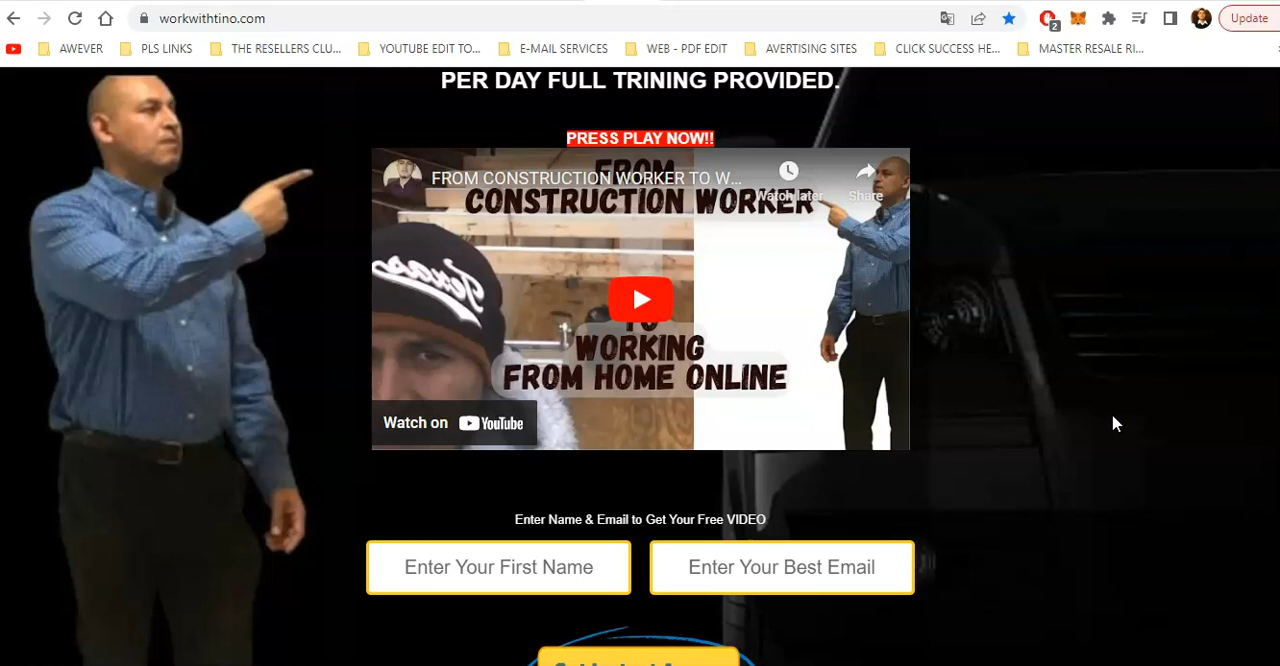 workwithtino.com
2
Update
AWEVER
PLS LINKS
THE RESELLERS CLU...
YOUTUBE EDIT TO...
E-MAIL SERVICES
WEB - PDF EDIT
AVERTISING SITES
CLICK SUCCESS HE...
MASTER RESALE RI...
PER DAY FULL TRINING PROVIDED.
PRESS PLAY NOW!!
FROM CONSTRUCTION WORKER TO W...
Watch later
Share
FROM
CONSTRUCTION WORKER
Texas
TO
WORKING
FROM HOME ONLINE
Watch on YouTube
Enter Name & Email to Get Your Free VIDEO
Enter Your First Name
Enter Your Best Email